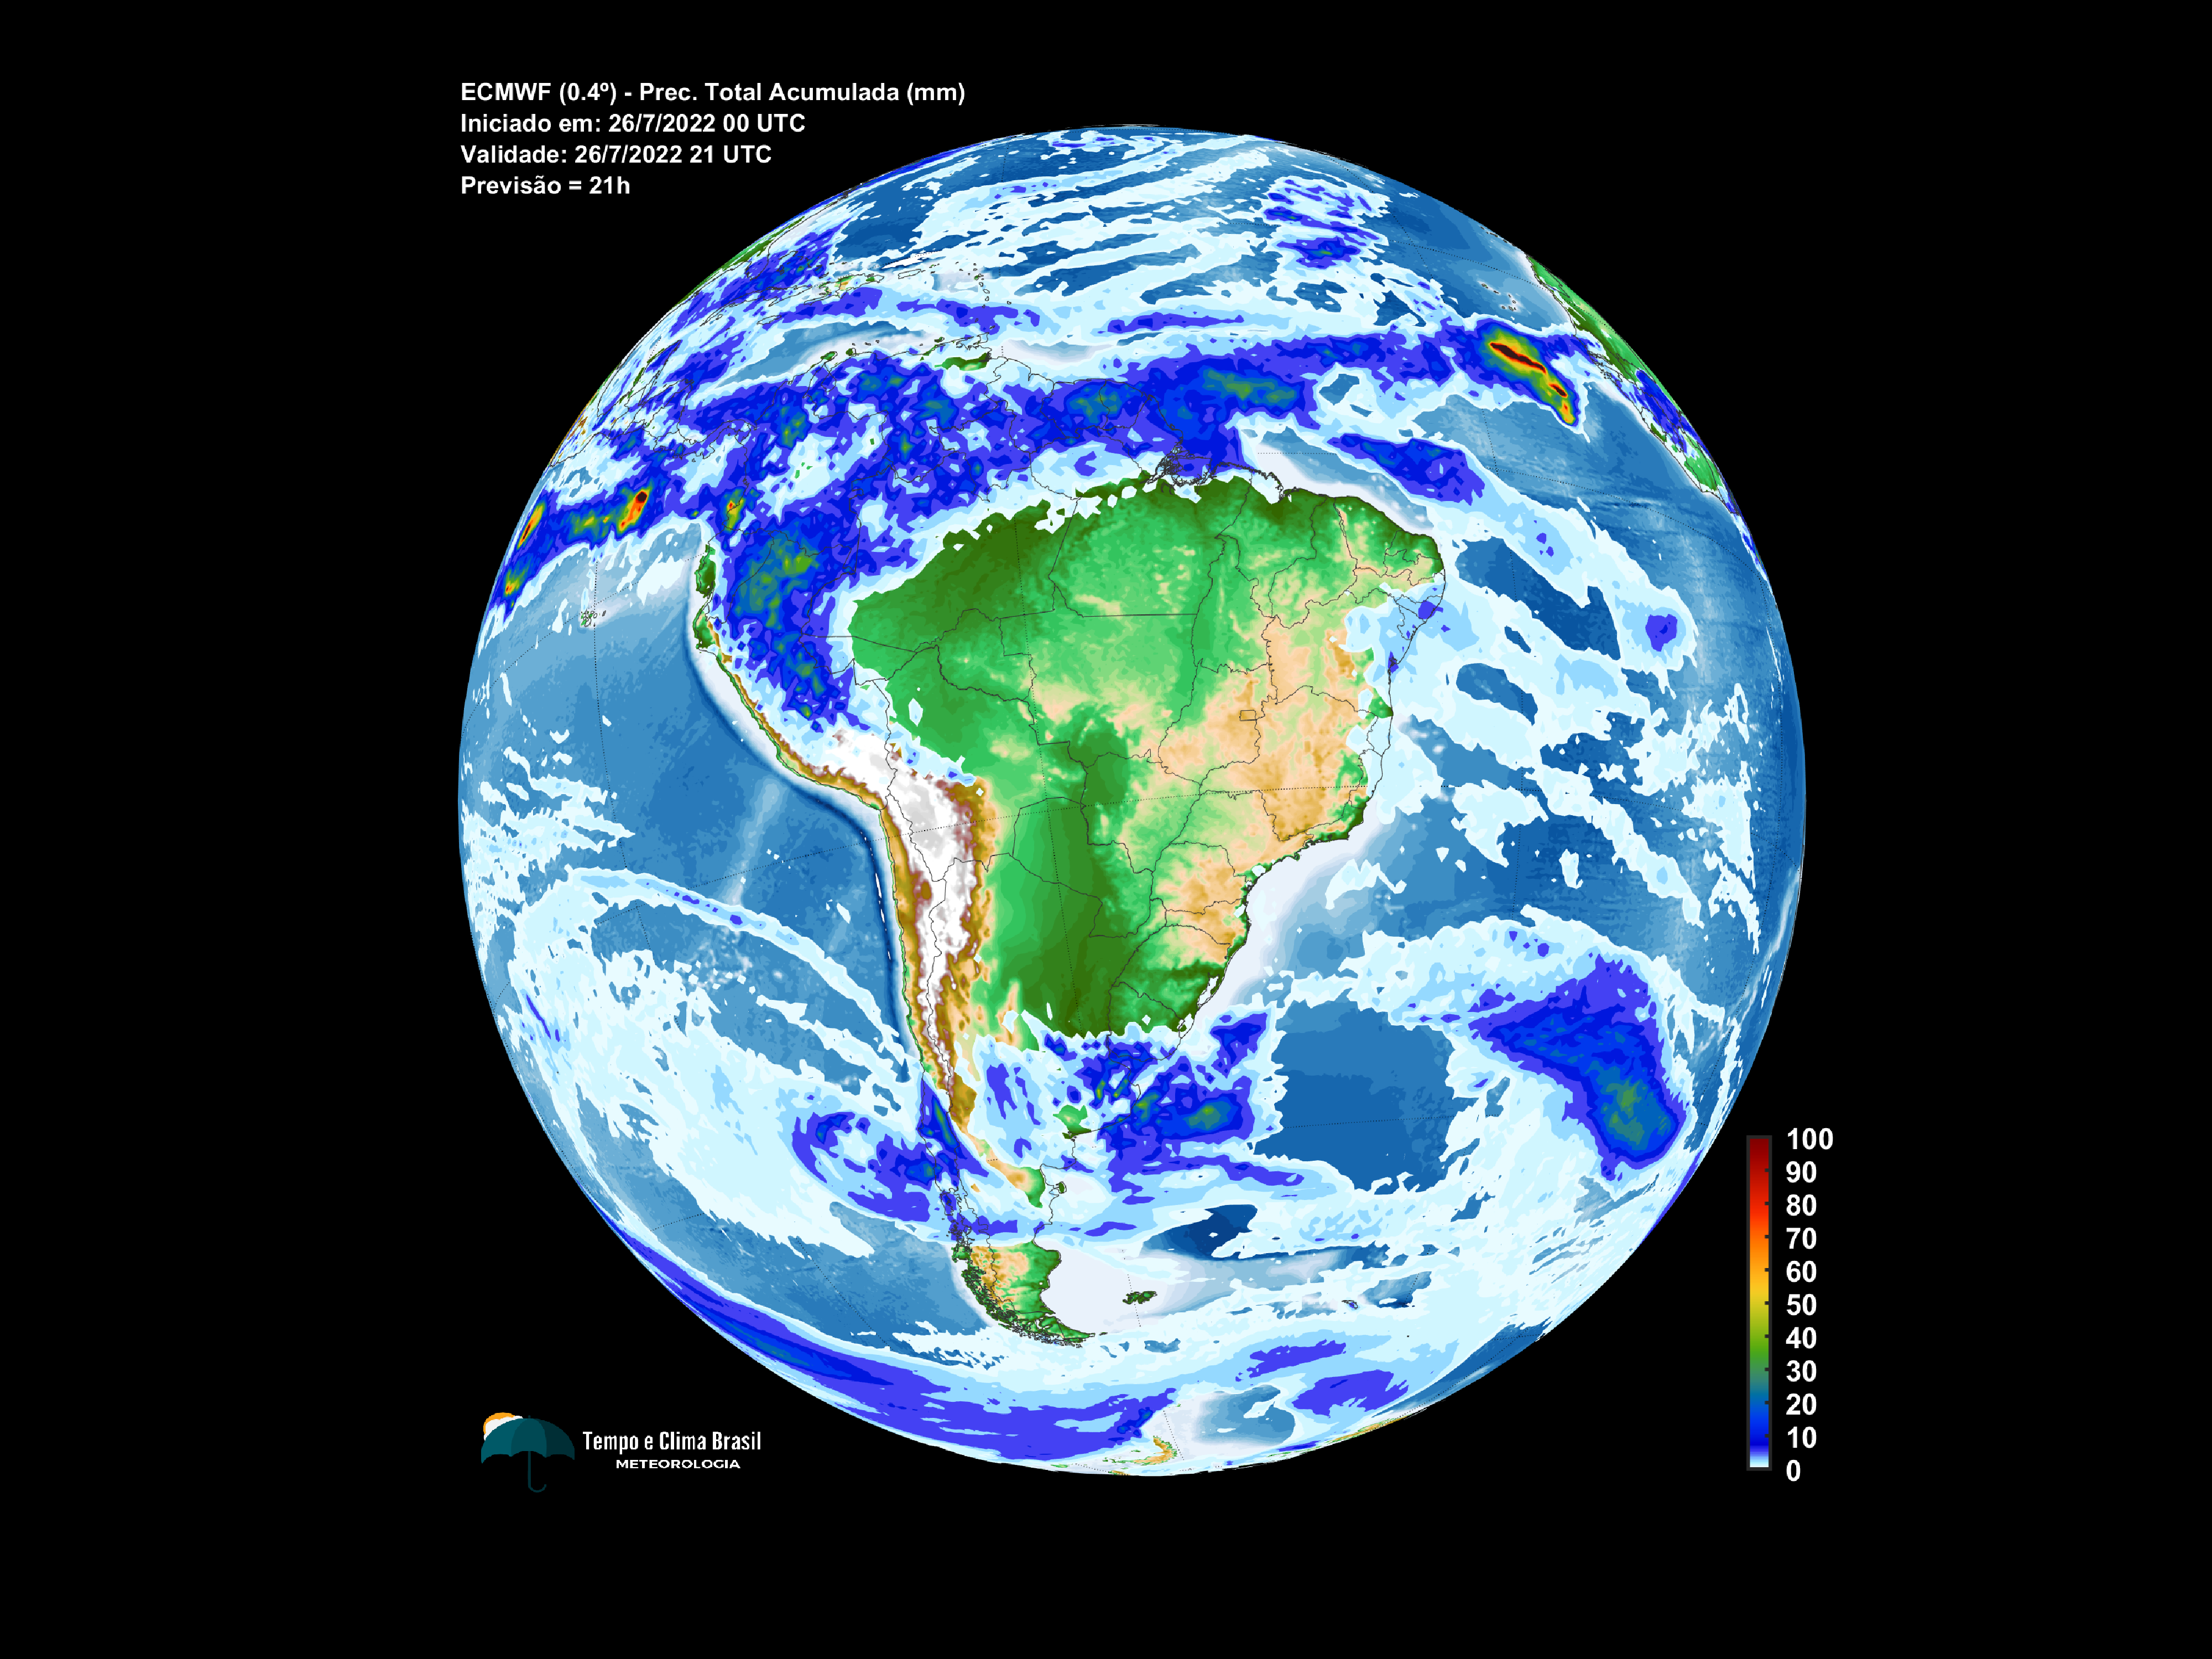 ECMWF (0.4º) - Prec. Total Acumulada (mm)
Iniciado em: 26/7/2022 00 UTC
Validade: 26/7/2022 21 UTC
Previsão = 21h
100
90
80
70
60
50
40
30
20
10
0
Tempo e Clima Brasil
METEOROLOGIA